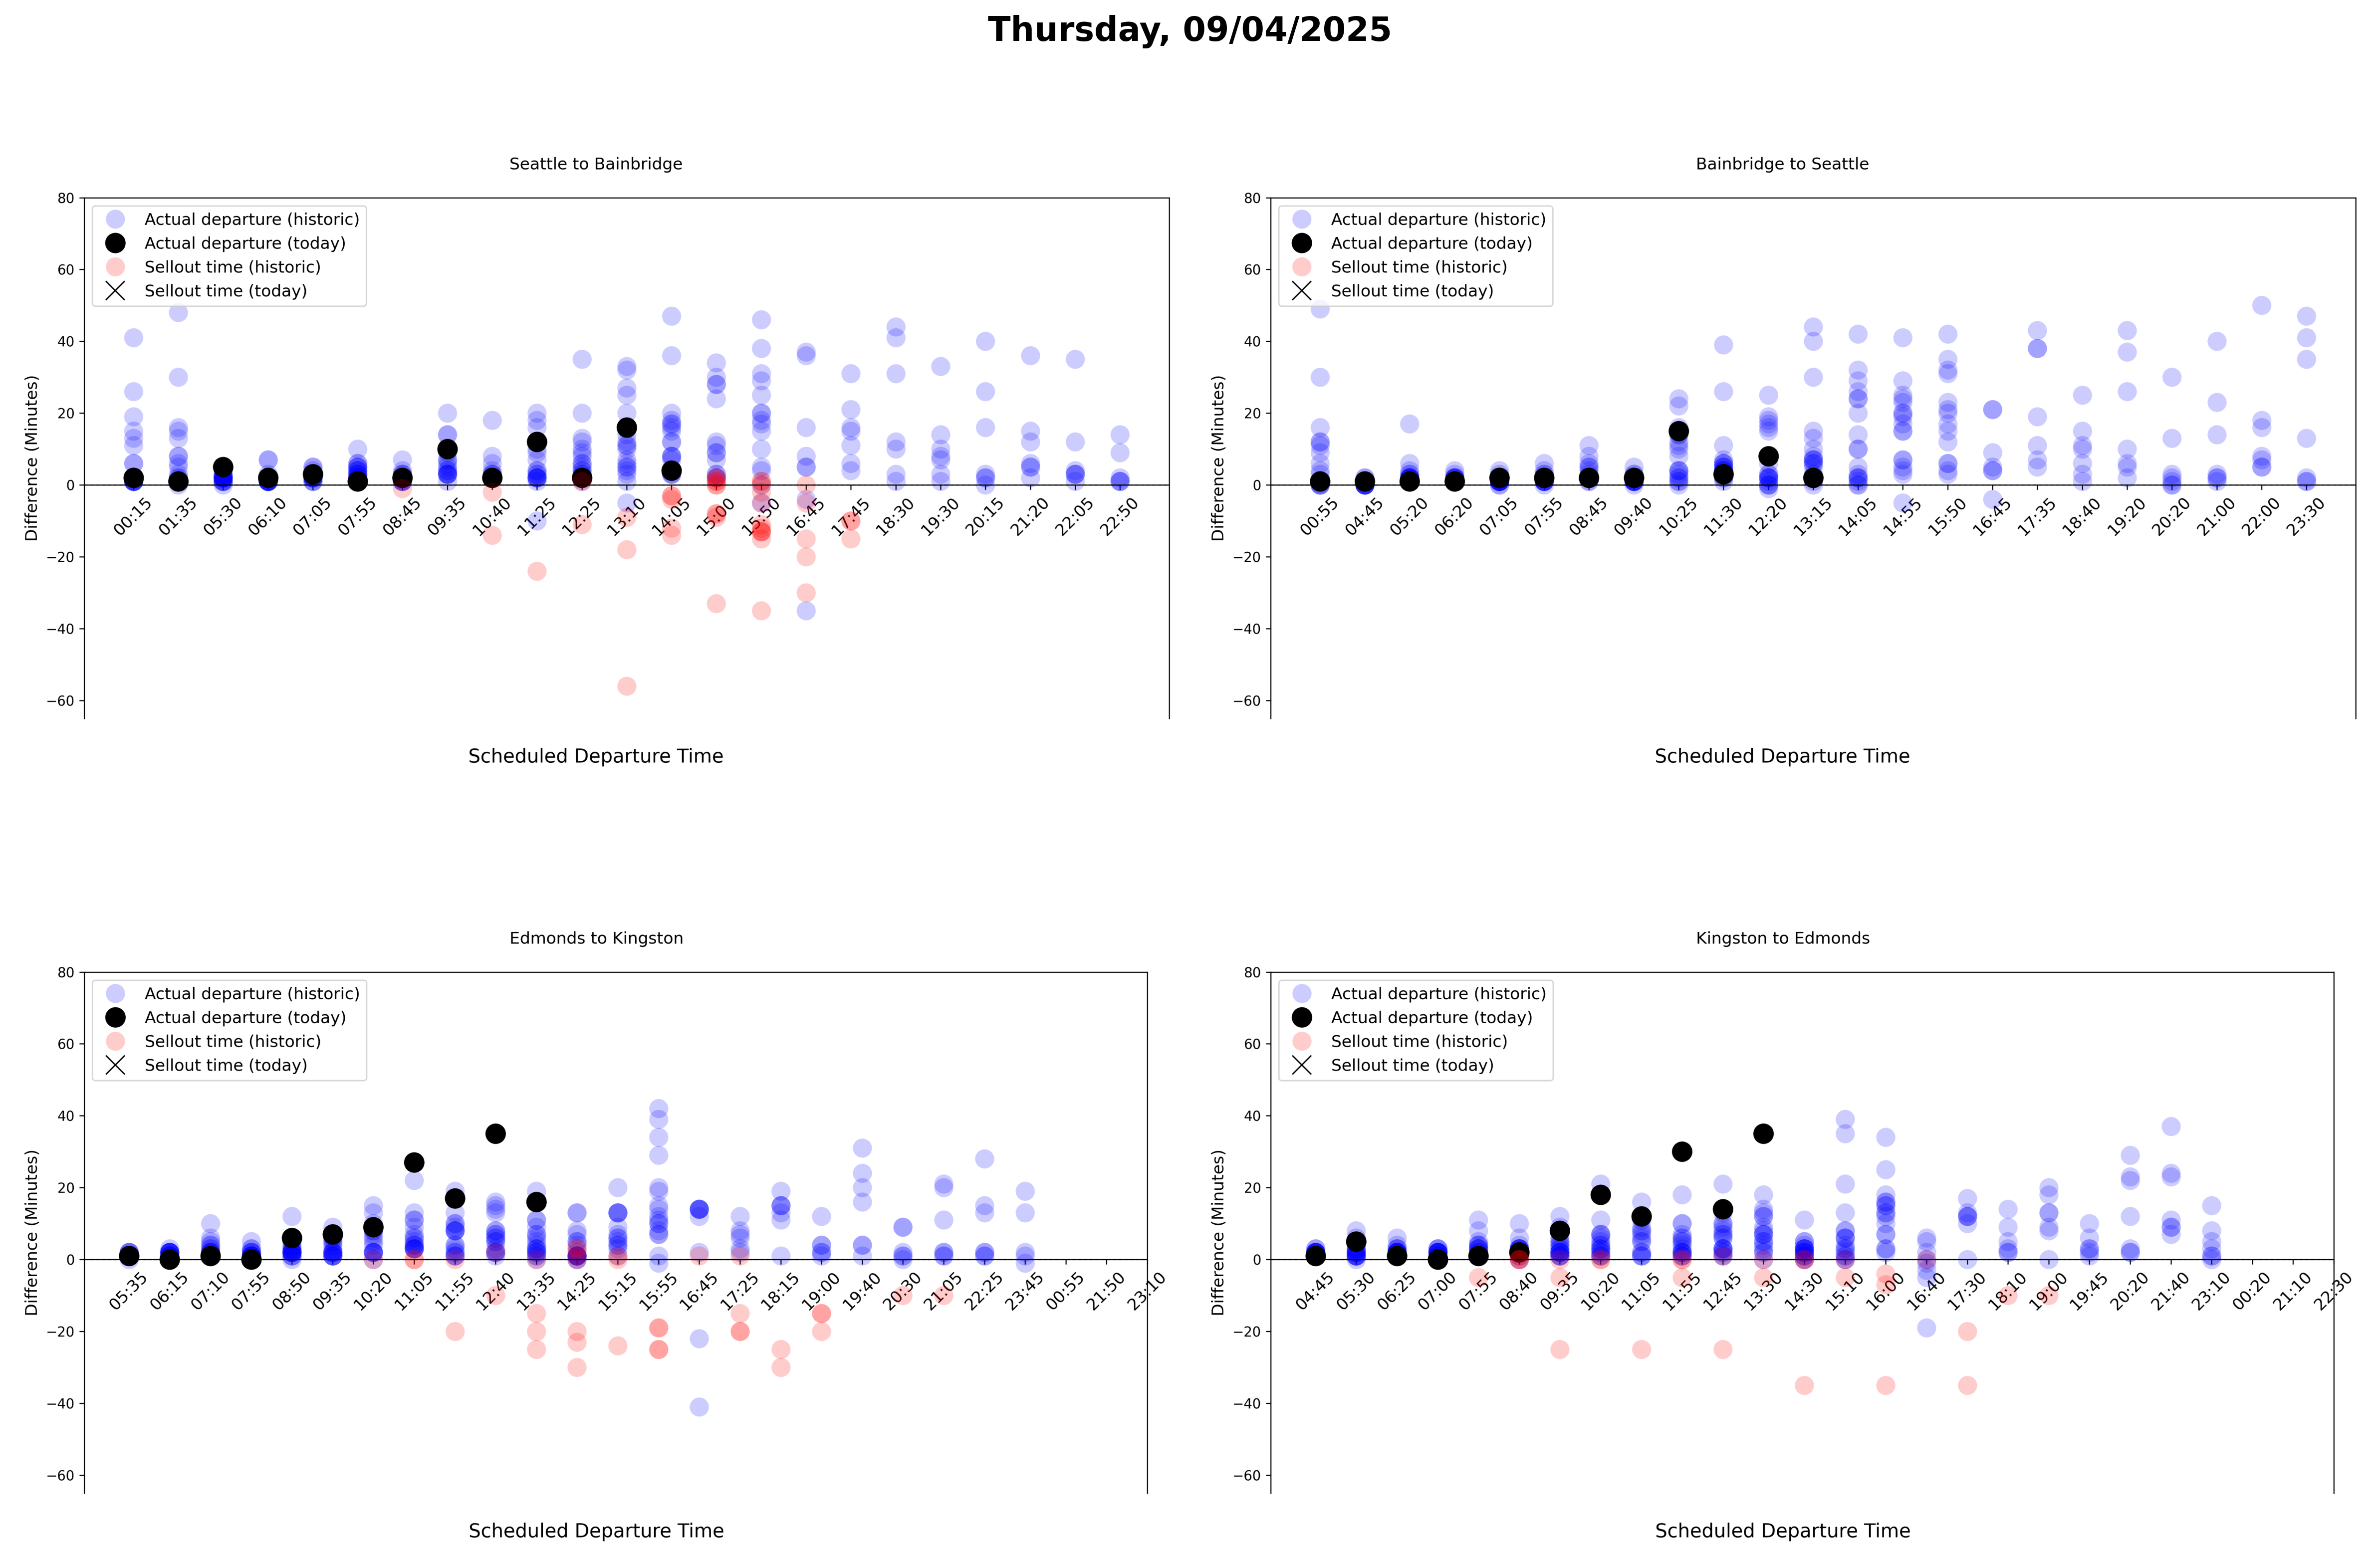 Thursday, 09/04/2025
Seattle to Bainbridge
80
60
40
20
0
−20
−40
−60
Difference (Minutes)
Actual departure (historic)
Actual departure (today)
Sellout time (historic)
Sellout time (today)
00:15 01:35 05:30 06:10 07:05 07:55 08:45 09:35 10:40 11:25 12:25 13:10 14:05 15:00 15:50 16:45 17:45 18:30 19:30 20:15 21:20 22:05 22:50
Scheduled Departure Time
Bainbridge to Seattle
80
60
40
20
0
−20
−40
−60
Difference (Minutes)
Actual departure (historic)
Actual departure (today)
Sellout time (historic)
Sellout time (today)
00:55 04:45 05:20 06:20 07:05 07:55 08:45 09:40 10:25 11:30 12:20 13:15 14:05 14:55 15:50 16:45 17:35 18:40 19:20 20:20 21:00 22:00 23:30
Scheduled Departure Time
Edmonds to Kingston
80
60
40
20
0
−20
−40
−60
Difference (Minutes)
Actual departure (historic)
Actual departure (today)
Sellout time (historic)
Sellout time (today)
05:35 06:15 07:10 07:55 08:50 09:35 10:20 11:05 11:55 12:40 13:35 14:25 15:15 15:55 16:45 17:25 18:15 19:00 19:40 20:30 21:05 22:25 23:45 00:55 21:50 23:10
Scheduled Departure Time
Kingston to Edmonds
80
60
40
20
0
−20
−40
−60
Difference (Minutes)
Actual departure (historic)
Actual departure (today)
Sellout time (historic)
Sellout time (today)
04:45 05:30 06:25 07:00 07:55 08:40 09:35 10:20 11:05 11:55 12:45 13:30 14:30 15:10 16:00 16:40 17:30 18:10 19:00 19:45 20:20 21:40 23:10 00:20 21:10 22:30
Scheduled Departure Time